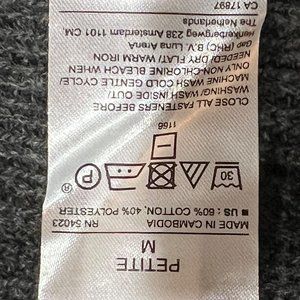 PETITE
M
MADE IN CAMBODIA RN 54023
■ US : 60% COTTON, 40% POLYESTER
30
P
1166
CLOSE ALL FASTENERS BEFORE
WASHING/ WASH INSIDE OUT/
MACHINE WASH COLD GENTLE CYCLE/
ONLY NON-CHLORINE BLEACH WHEN
NEEDED/ DRY FLAT/ WARM IRON
Gap (RHC) B.V. Luna ArenA
Herikerbergweg 238 Amsterdam 1101 CM.
The Netherlands
CA 17897